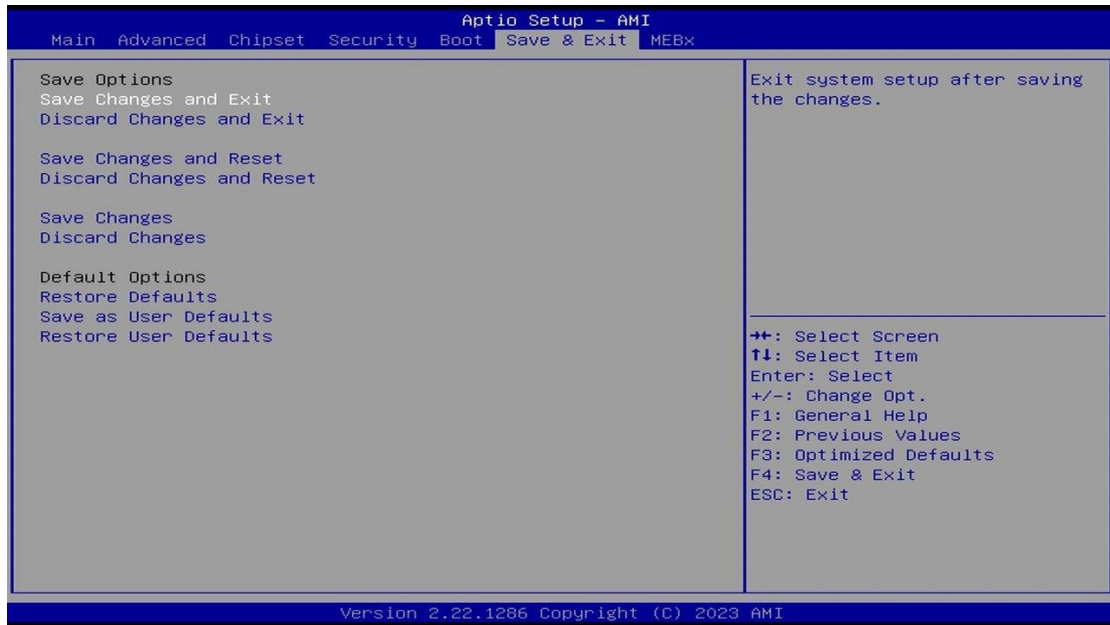 Aptio Setup – AMI
Main Advanced Chipset Security Boot Save & Exit MEBx
Save Options
Save Changes and Exit
Discard Changes and Exit
Save Changes and Reset
Discard Changes and Reset
Save Changes
Discard Changes
Default Options
Restore Defaults
Save as User Defaults
Restore User Defaults
Exit system setup after saving
the changes.
→←: Select Screen
↑↓: Select Item
Enter: Select
+/-: Change Opt.
F1: General Help
F2: Previous Values
F3: Optimized Defaults
F4: Save & Exit
ESC: Exit
Version 2.22.1286 Copyright (C) 2023 AMI